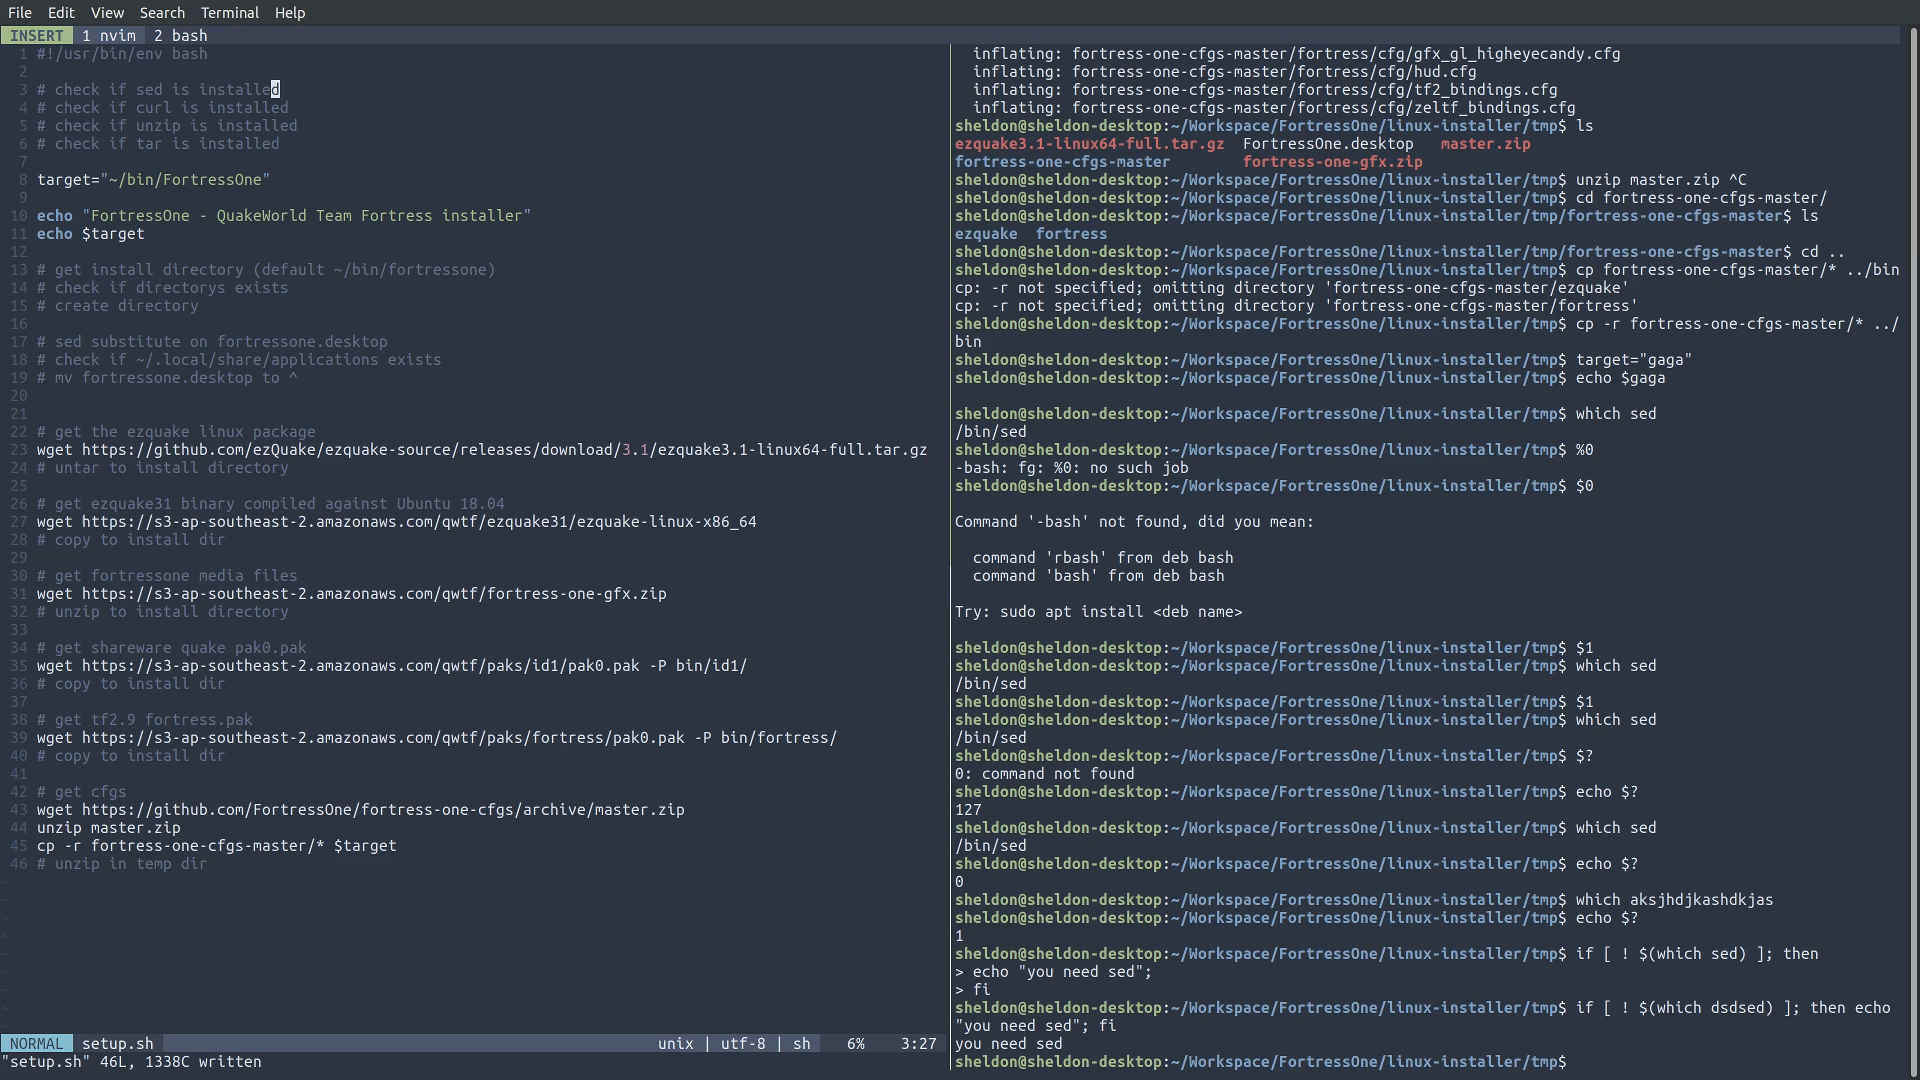 File Edit View Search Terminal Help
INSERT 1 nvim 2 bash
1 #!/usr/bin/env bash
2
3 # check if sed is installed
4 # check if curl is installed
5 # check if unzip is installed
6 # check if tar is installed
7
8 target="~/bin/FortressOne"
9
10 echo "FortressOne - QuakeWorld Team Fortress installer"
11 echo $target
12
13 # get install directory (default ~/bin/fortressone)
14 # check if directorys exists
15 # create directory
16
17 # sed substitute on fortressone.desktop
18 # check if ~/.local/share/applications exists
19 # mv fortressone.desktop to ^
20
21
22 # get the ezquake linux package
23 wget https://github.com/ezQuake/ezquake-source/releases/download/3.1/ezquake3.1-linux64-full.tar.gz
24 # untar to install directory
25
26 # get ezquake31 binary compiled against Ubuntu 18.04
27 wget https://s3-ap-southeast-2.amazonaws.com/qwtf/ezquake31/ezquake-linux-x86_64
28 # copy to install dir
29
30 # get fortressone media files
31 wget https://s3-ap-southeast-2.amazonaws.com/qwtf/fortress-one-gfx.zip
32 # unzip to install directory
33
34 # get shareware quake pak0.pak
35 wget https://s3-ap-southeast-2.amazonaws.com/qwtf/paks/id1/pak0.pak -P bin/id1/
36 # copy to install dir
37
38 # get tf2.9 fortress.pak
39 wget https://s3-ap-southeast-2.amazonaws.com/qwtf/paks/fortress/pak0.pak -P bin/fortress/
40 # copy to install dir
41
42 # get cfgs
43 wget https://github.com/FortressOne/fortress-one-cfgs/archive/master.zip
44 unzip master.zip
45 cp -r fortress-one-cfgs-master/* $target
46 # unzip in temp dir
~
~
~
~
~
~
~
~
~
NORMAL setup.sh unix | utf-8 | sh 6% 3:27
"setup.sh" 46L, 1338C written
inflating: fortress-one-cfgs-master/fortress/cfg/gfx_gl_higheyecandy.cfg
inflating: fortress-one-cfgs-master/fortress/cfg/hud.cfg
inflating: fortress-one-cfgs-master/fortress/cfg/tf2_bindings.cfg
inflating: fortress-one-cfgs-master/fortress/cfg/zeltf_bindings.cfg
sheldon@sheldon-desktop:~/Workspace/FortressOne/linux-installer/tmp$ ls
ezquake3.1-linux64-full.tar.gz FortressOne.desktop master.zip
fortress-one-cfgs-master fortress-one-gfx.zip
sheldon@sheldon-desktop:~/Workspace/FortressOne/linux-installer/tmp$ unzip master.zip ^C
sheldon@sheldon-desktop:~/Workspace/FortressOne/linux-installer/tmp$ cd fortress-one-cfgs-master/
sheldon@sheldon-desktop:~/Workspace/FortressOne/linux-installer/tmp/fortress-one-cfgs-master$ ls
ezquake fortress
sheldon@sheldon-desktop:~/Workspace/FortressOne/linux-installer/tmp/fortress-one-cfgs-master$ cd ..
sheldon@sheldon-desktop:~/Workspace/FortressOne/linux-installer/tmp$ cp fortress-one-cfgs-master/* ../bin
cp: -r not specified; omitting directory 'fortress-one-cfgs-master/ezquake'
cp: -r not specified; omitting directory 'fortress-one-cfgs-master/fortress'
sheldon@sheldon-desktop:~/Workspace/FortressOne/linux-installer/tmp$ cp -r fortress-one-cfgs-master/* ../
bin
sheldon@sheldon-desktop:~/Workspace/FortressOne/linux-installer/tmp$ target="gaga"
sheldon@sheldon-desktop:~/Workspace/FortressOne/linux-installer/tmp$ echo $gaga

sheldon@sheldon-desktop:~/Workspace/FortressOne/linux-installer/tmp$ which sed
/bin/sed
sheldon@sheldon-desktop:~/Workspace/FortressOne/linux-installer/tmp$ %0
-bash: fg: %0: no such job
sheldon@sheldon-desktop:~/Workspace/FortressOne/linux-installer/tmp$ $0

Command '-bash' not found, did you mean:

command 'rbash' from deb bash
command 'bash' from deb bash

Try: sudo apt install <deb name>

sheldon@sheldon-desktop:~/Workspace/FortressOne/linux-installer/tmp$ $1
sheldon@sheldon-desktop:~/Workspace/FortressOne/linux-installer/tmp$ which sed
/bin/sed
sheldon@sheldon-desktop:~/Workspace/FortressOne/linux-installer/tmp$ $1
sheldon@sheldon-desktop:~/Workspace/FortressOne/linux-installer/tmp$ which sed
/bin/sed
sheldon@sheldon-desktop:~/Workspace/FortressOne/linux-installer/tmp$ $?
0: command not found
sheldon@sheldon-desktop:~/Workspace/FortressOne/linux-installer/tmp$ echo $?
127
sheldon@sheldon-desktop:~/Workspace/FortressOne/linux-installer/tmp$ which sed
/bin/sed
sheldon@sheldon-desktop:~/Workspace/FortressOne/linux-installer/tmp$ echo $?
0
sheldon@sheldon-desktop:~/Workspace/FortressOne/linux-installer/tmp$ which aksjhdjkashdkjas
sheldon@sheldon-desktop:~/Workspace/FortressOne/linux-installer/tmp$ echo $?
1
sheldon@sheldon-desktop:~/Workspace/FortressOne/linux-installer/tmp$ if [ ! $(which sed) ]; then
> echo "you need sed";
> fi
sheldon@sheldon-desktop:~/Workspace/FortressOne/linux-installer/tmp$ if [ ! $(which dsdsed) ]; then echo
"you need sed"; fi
you need sed
sheldon@sheldon-desktop:~/Workspace/FortressOne/linux-installer/tmp$